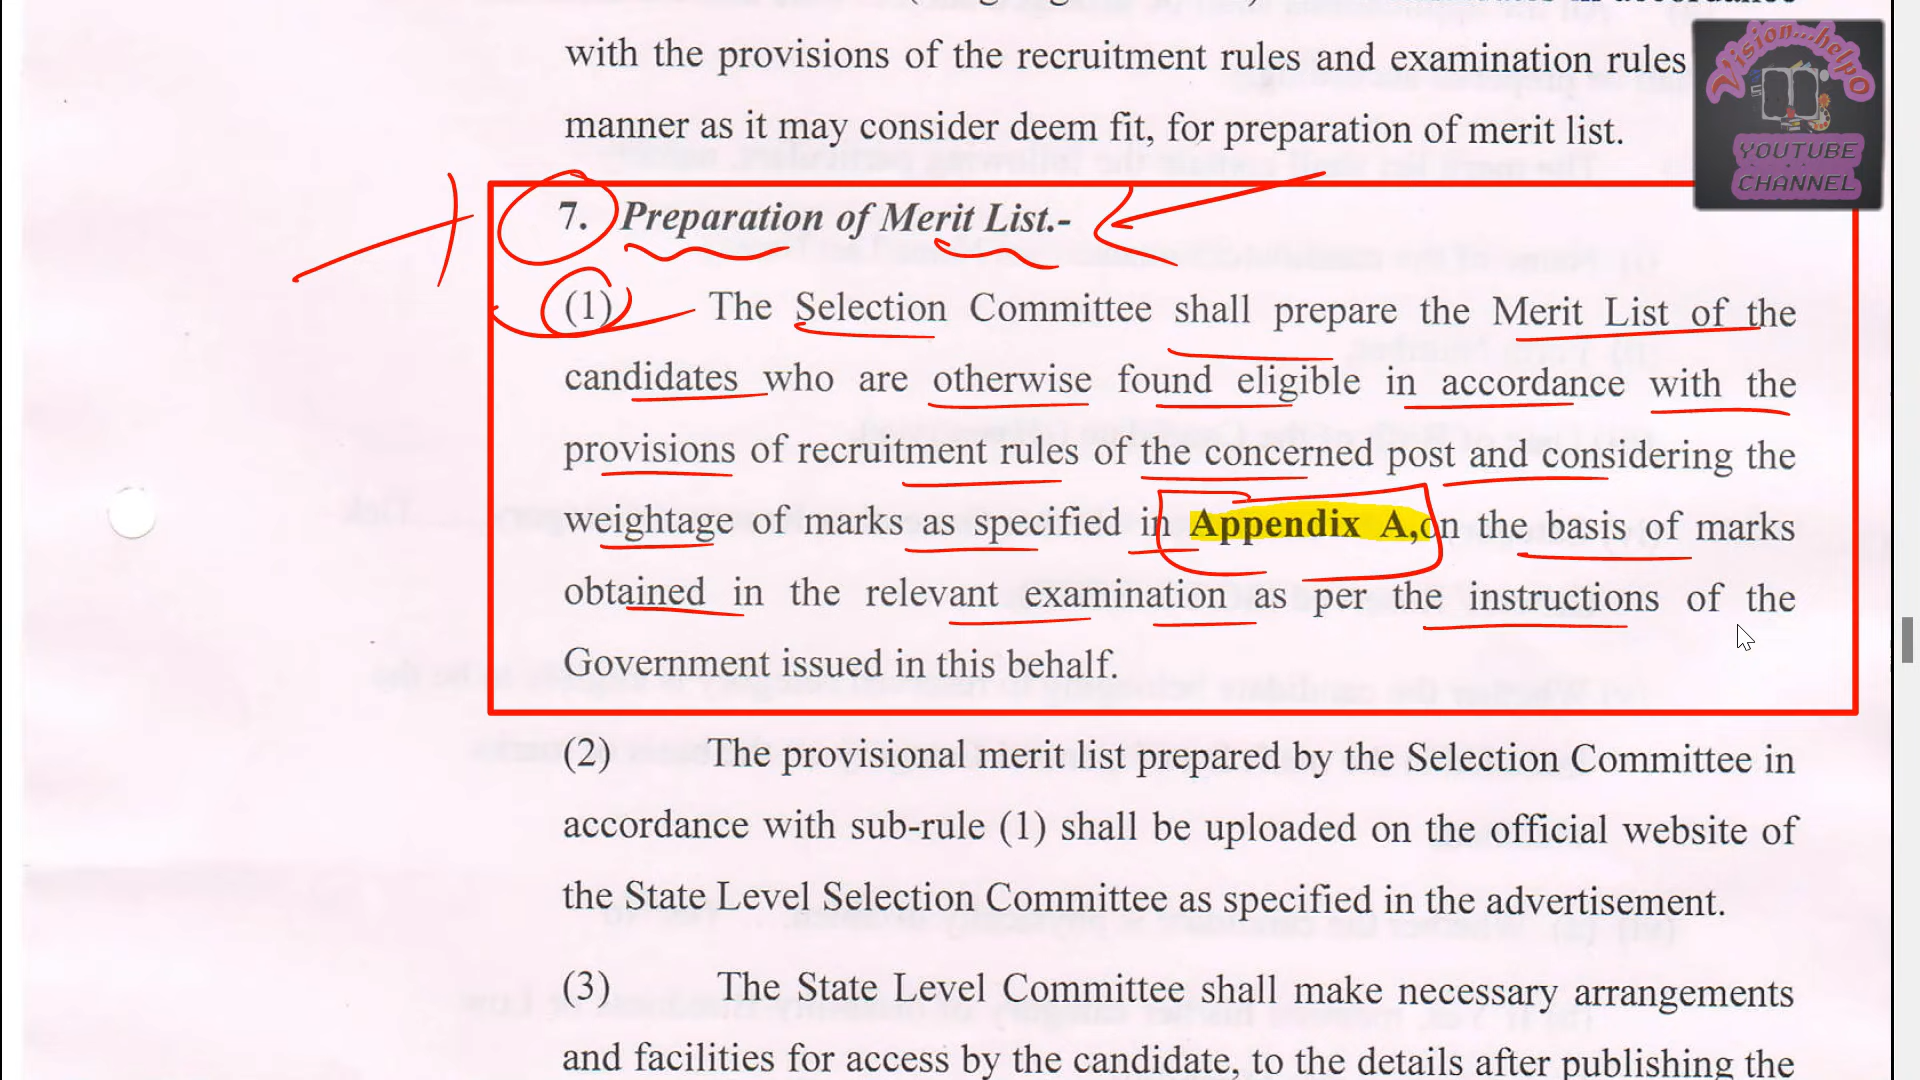 with the provisions of the recruitment rules and examination rules
manner as it may consider deem fit, for preparation of merit list.
7. Preparation of Merit List.-
(1) The Selection Committee shall prepare the Merit List of the
candidates who are otherwise found eligible in accordance with the
provisions of recruitment rules of the concerned post and considering the
weightage of marks as specified in Appendix A,on the basis of marks
obtained in the relevant examination as per the instructions of the
Government issued in this behalf.
(2) The provisional merit list prepared by the Selection Committee in
accordance with sub-rule (1) shall be uploaded on the official website of
the State Level Selection Committee as specified in the advertisement.
(3) The State Level Committee shall make necessary arrangements
and facilities for access by the candidate, to the details after publishing the
Vision...helpO
YOUTUBE
CHANNEL